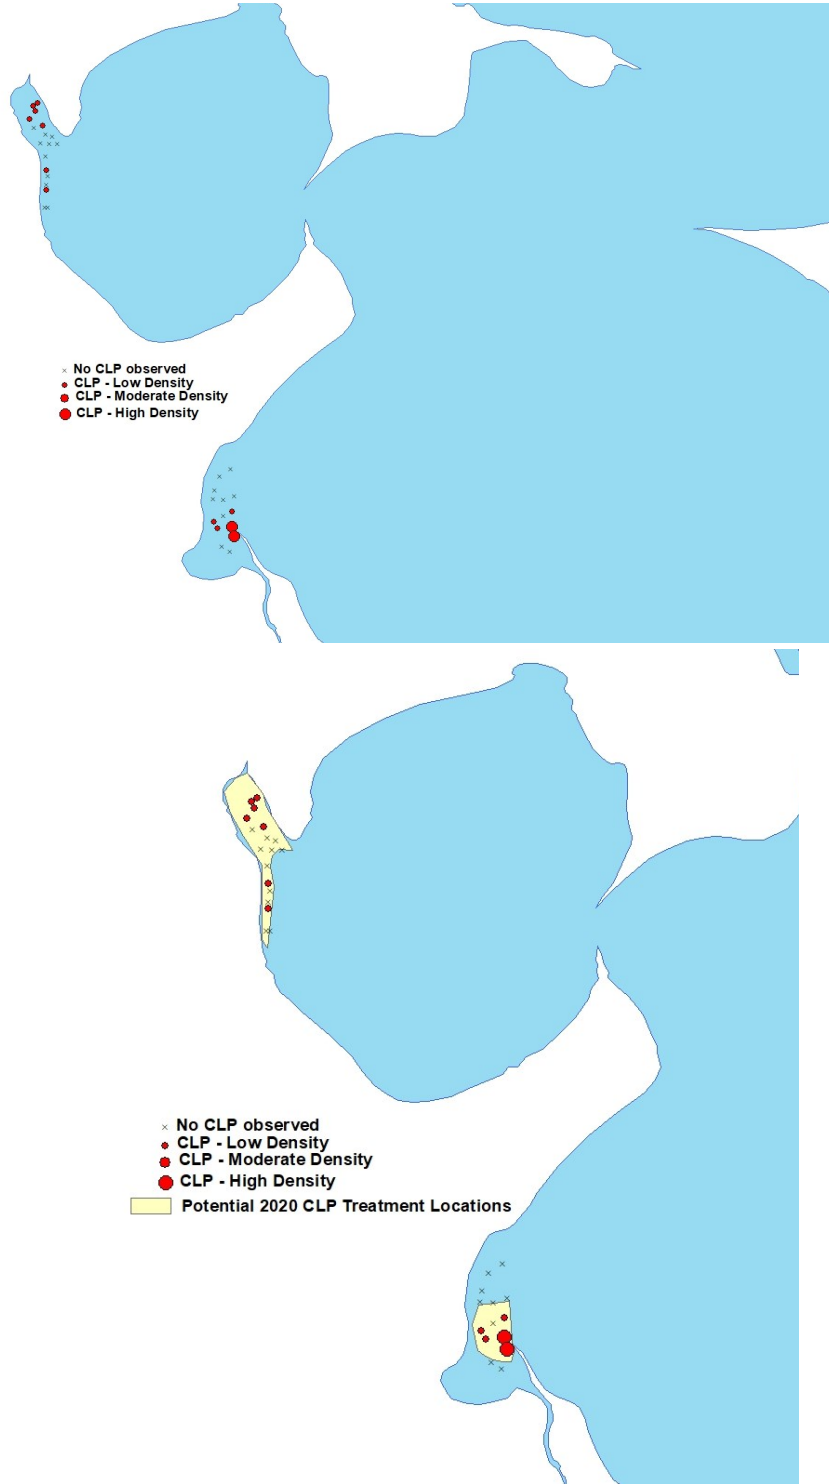 No CLP observed
CLP - Low Density
CLP - Moderate Density
CLP - High Density
No CLP observed
CLP - Low Density
CLP - Moderate Density
CLP - High Density
Potential 2020 CLP Treatment Locations